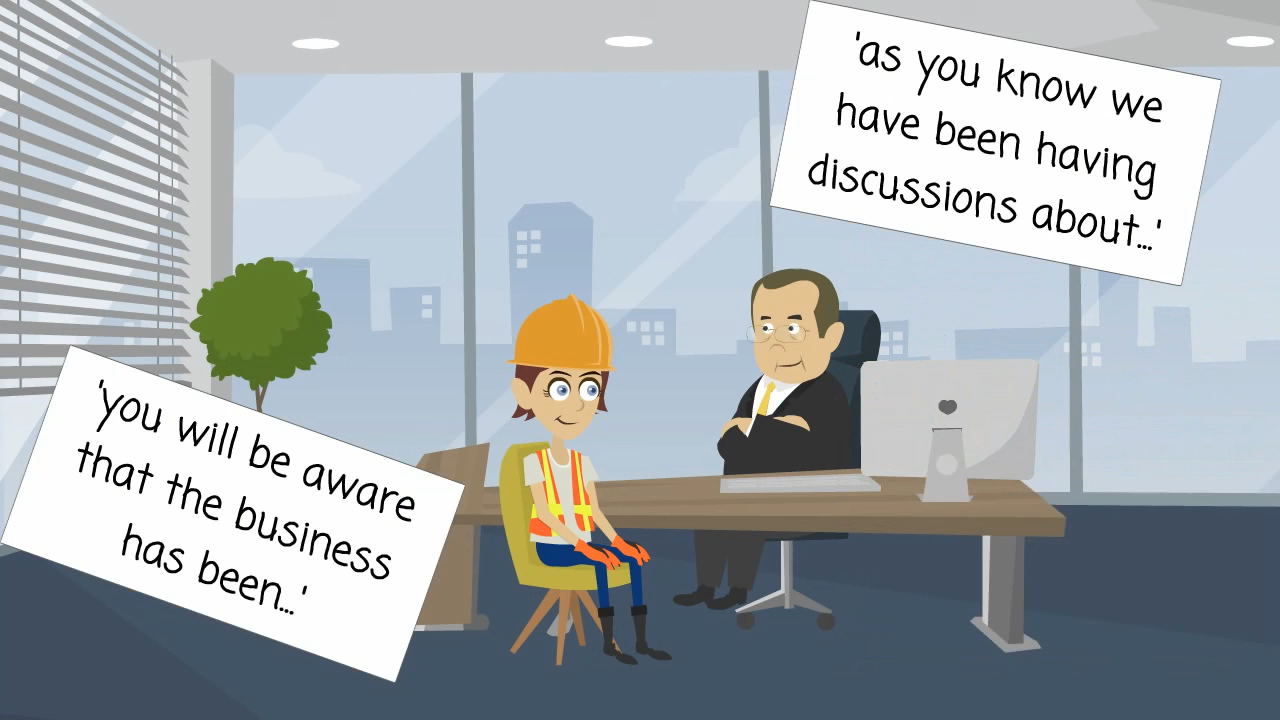 'as you know we
have been having
discussions about...'
'you will be aware
that the business
has been...'